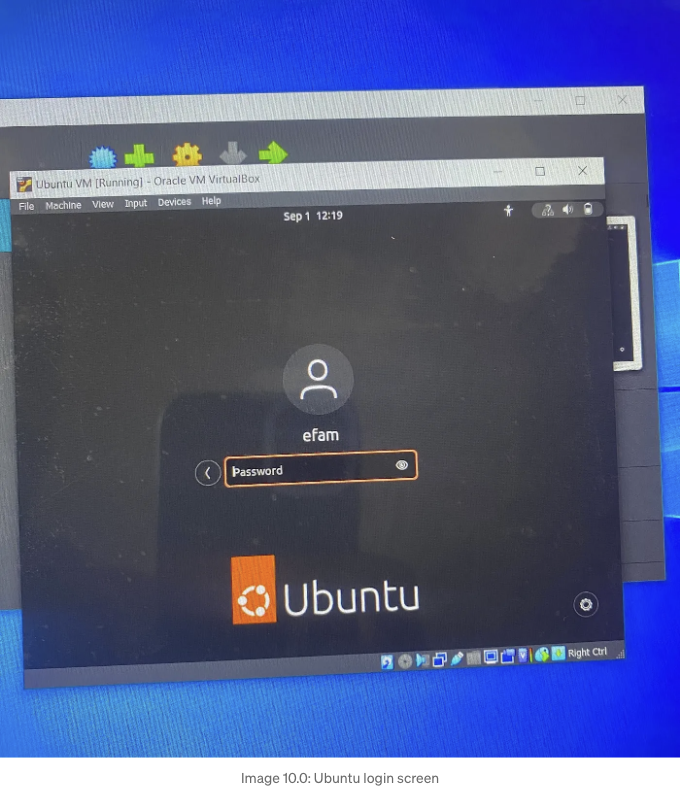 Ubuntu VM [Running] - Oracle VM VirtualBox
File Machine View Input Devices Help
Sep 1 12:19
efam
Password
Ubuntu
Right Ctrl
Image 10.0: Ubuntu login screen